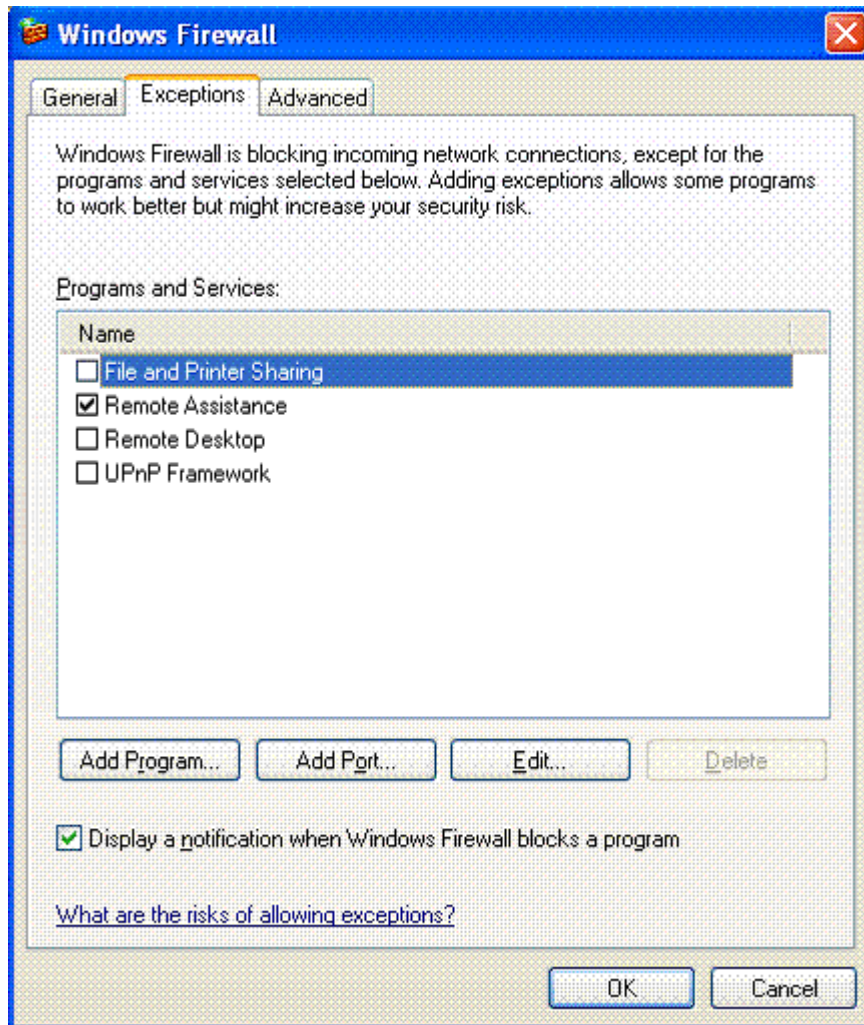 Windows Firewall
General
Exceptions
Advanced
Windows Firewall is blocking incoming network connections, except for the
programs and services selected below. Adding exceptions allows some programs
to work better but might increase your security risk.
Programs and Services:
Name
File and Printer Sharing
Remote Assistance
Remote Desktop
UPnP Framework
Add Program...
Add Port...
Edit...
Delete
Display a notification when Windows Firewall blocks a program
What are the risks of allowing exceptions?
OK
Cancel